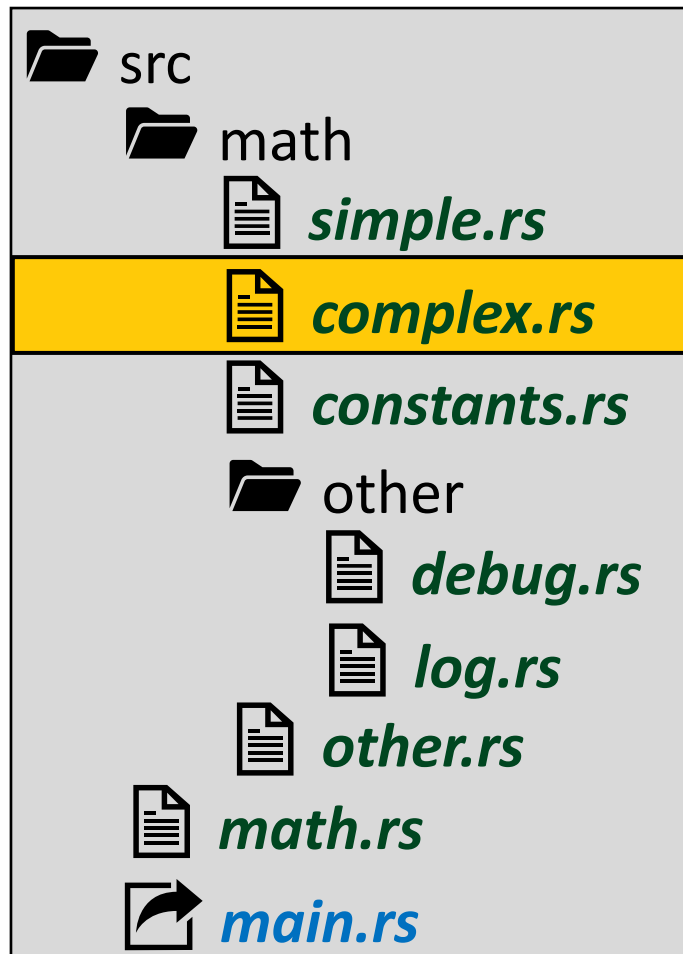 src
math
simple.rs
complex.rs
constants.rs
other
debug.rs
log.rs
other.rs
math.rs
main.rs